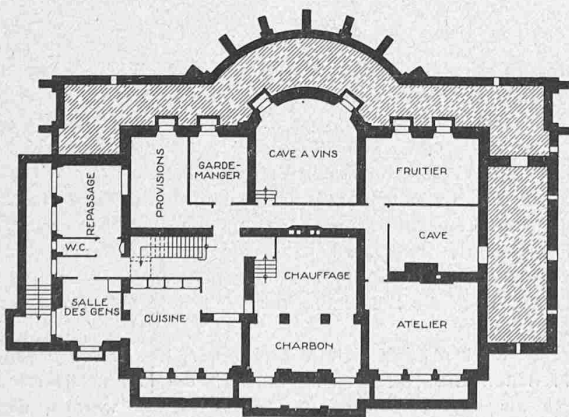 REPASSAGE
PROVISIONS
GARDE-
MANGER
CAVE A VINS
FRUITIER
W.C.
CAVE
CHAUFFAGE
SALLE
DES GENS
CUISINE
CHARBON
ATELIER